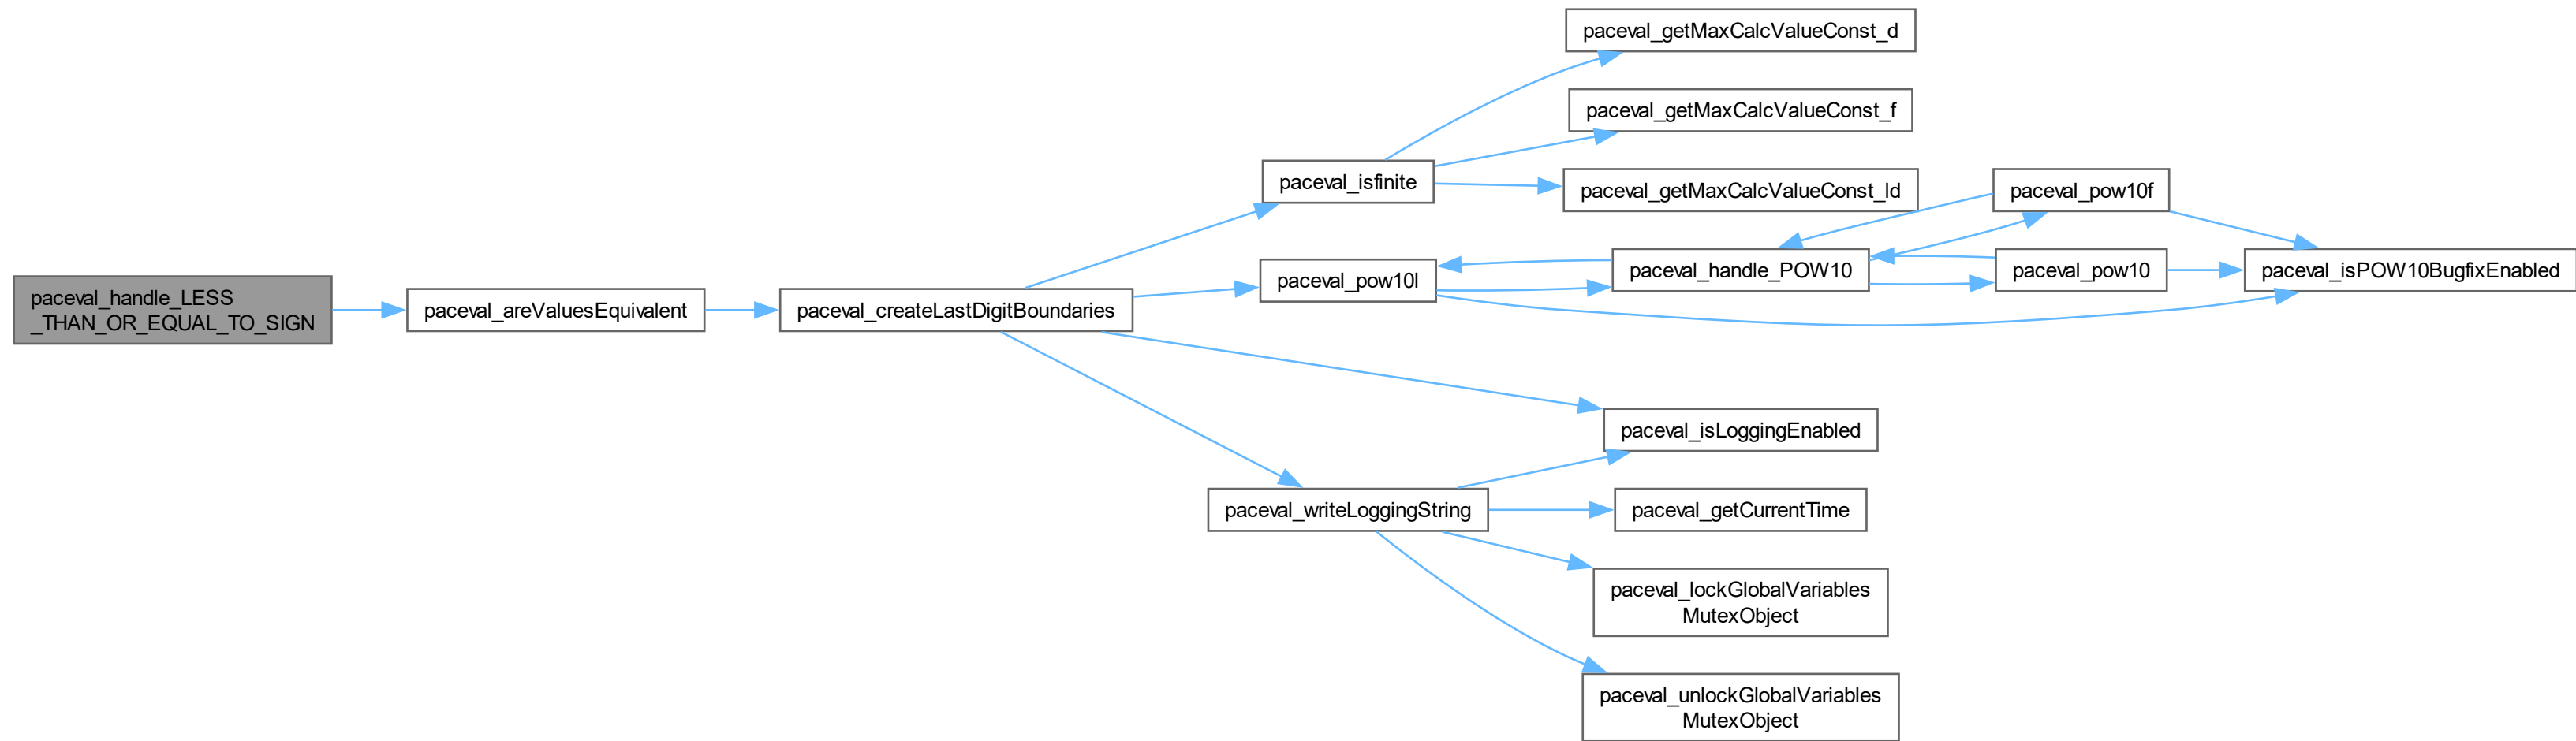 paceval_handle_LESS
_THAN_OR_EQUAL_TO_SIGN
paceval_areValuesEquivalent
paceval_createLastDigitBoundaries
paceval_isfinite
paceval_getMaxCalcValueConst_d
paceval_getMaxCalcValueConst_f
paceval_getMaxCalcValueConst_ld
paceval_pow10l
paceval_handle_POW10
paceval_pow10f
paceval_pow10
paceval_isPOW10BugfixEnabled
paceval_isLoggingEnabled
paceval_writeLoggingString
paceval_getCurrentTime
paceval_lockGlobalVariables
MutexObject
paceval_unlockGlobalVariables
MutexObject